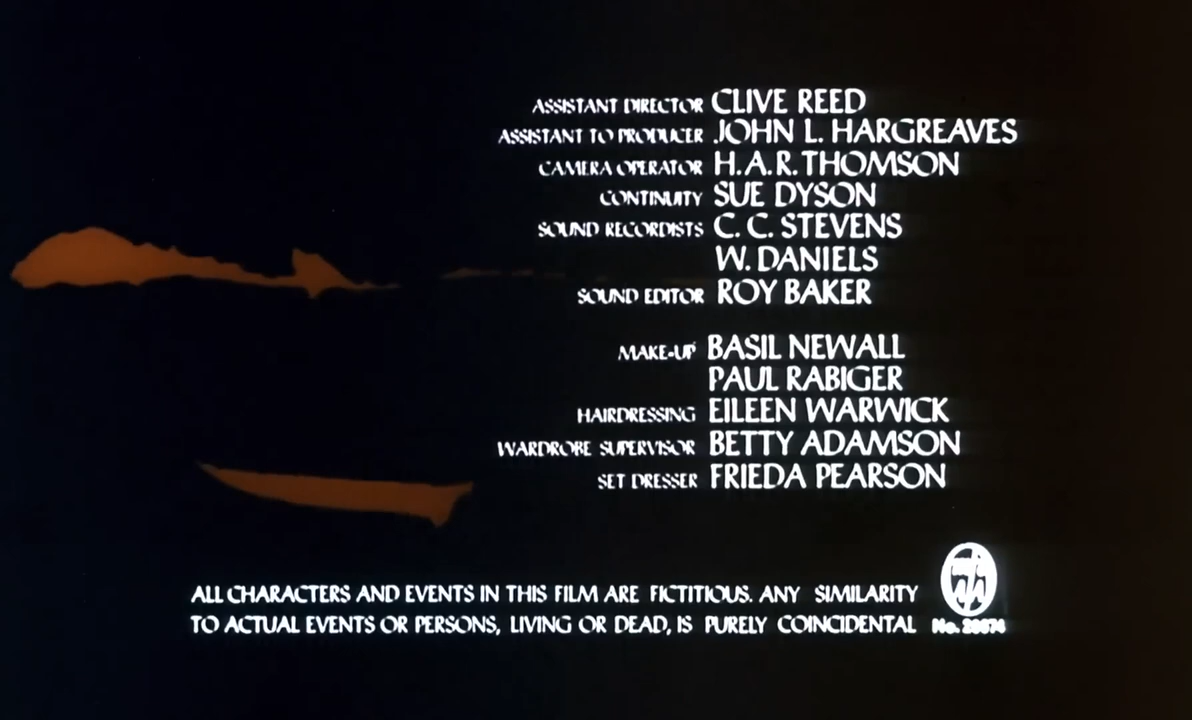 ASSISTANT DIRECTOR CLIVE REED
ASSISTANT TO PRODUCER JOHN L. HARGREAVES
CAMERA OPERATOR H.A.R. THOMSON
CONTINUITY SUE DYSON
SOUND RECORDISTS C. C. STEVENS
W. DANIELS
SOUND EDITOR ROY BAKER
MAKE-UP BASIL NEWALL
PAUL RABIGER
HAIRDRESSING EILEEN WARWICK
WARDROBE SUPERVISOR BETTY ADAMSON
SET DRESSER FRIEDA PEARSON
ALL CHARACTERS AND EVENTS IN THIS FILM ARE FICTITIOUS. ANY SIMILARITY
TO ACTUAL EVENTS OR PERSONS, LIVING OR DEAD, IS PURELY COINCIDENTAL
No.